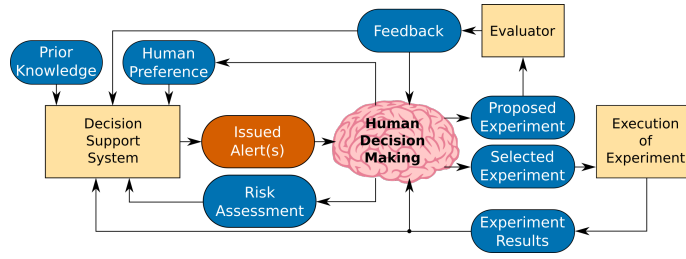 Prior
Knowledge
Human
Preference
Feedback
Evaluator
Decision
Support
System
Issued
Alert(s)
Human
Decision
Making
Proposed
Experiment
Selected
Experiment
Execution
of
Experiment
Risk
Assessment
Experiment
Results